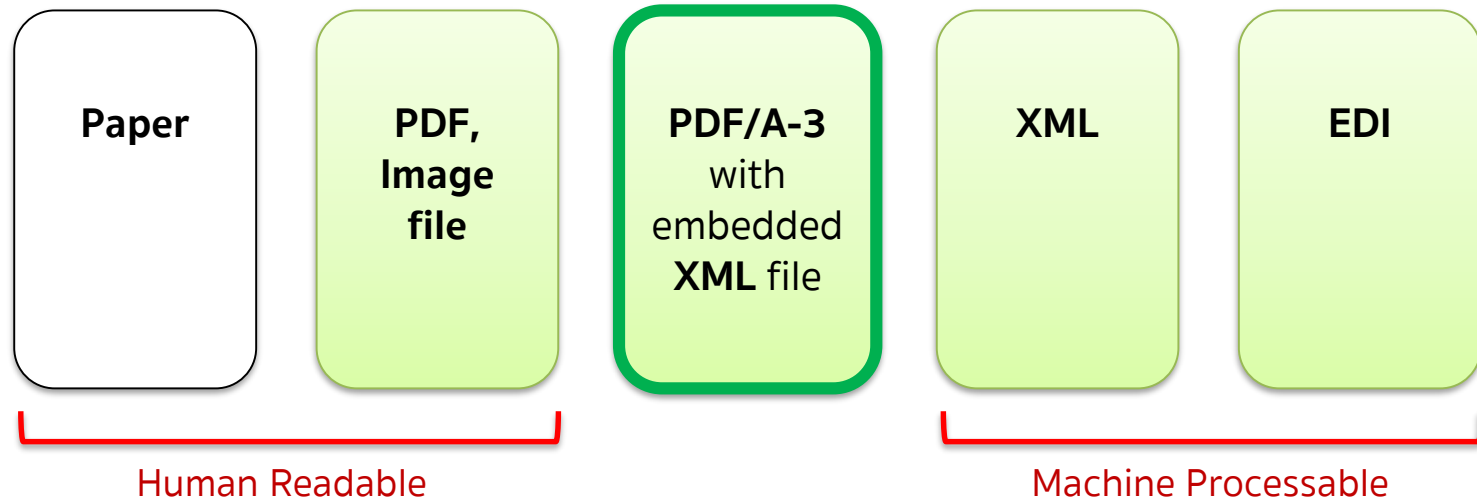 Paper
PDF,
Image
file
PDF/A-3
with
embedded
XML file
XML
EDI
Human Readable
Machine Processable